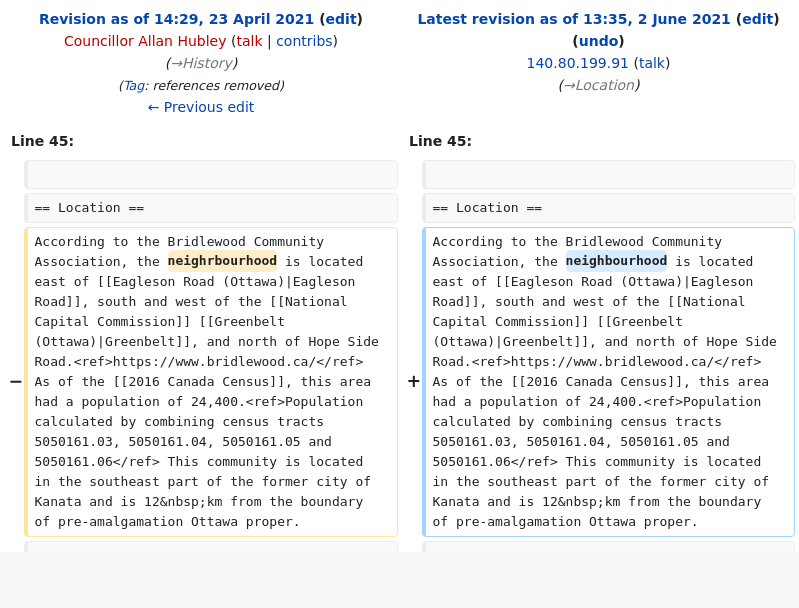 Revision as of 14:29, 23 April 2021 (edit)
Councillor Allan Hubley (talk | contribs)
(→History)
(Tag: references removed)
← Previous edit
Latest revision as of 13:35, 2 June 2021 (edit)
(undo)
140.80.199.91 (talk)
(→Location)
Line 45:
Line 45:
== Location ==
== Location ==
−
According to the Bridlewood Community
Association, the neighrbourhood is located
east of [[Eagleson Road (Ottawa)|Eagleson
Road]], south and west of the [[National
Capital Commission]] [[Greenbelt
(Ottawa)|Greenbelt]], and north of Hope Side
Road.<ref>https://www.bridlewood.ca/</ref>
As of the [[2016 Canada Census]], this area
had a population of 24,400.<ref>Population
calculated by combining census tracts
5050161.03, 5050161.04, 5050161.05 and
5050161.06</ref> This community is located
in the southeast part of the former city of
Kanata and is 12&nbsp;km from the boundary
of pre-amalgamation Ottawa proper.
+
According to the Bridlewood Community
Association, the neighbourhood is located
east of [[Eagleson Road (Ottawa)|Eagleson
Road]], south and west of the [[National
Capital Commission]] [[Greenbelt
(Ottawa)|Greenbelt]], and north of Hope Side
Road.<ref>https://www.bridlewood.ca/</ref>
As of the [[2016 Canada Census]], this area
had a population of 24,400.<ref>Population
calculated by combining census tracts
5050161.03, 5050161.04, 5050161.05 and
5050161.06</ref> This community is located
in the southeast part of the former city of
Kanata and is 12&nbsp;km from the boundary
of pre-amalgamation Ottawa proper.